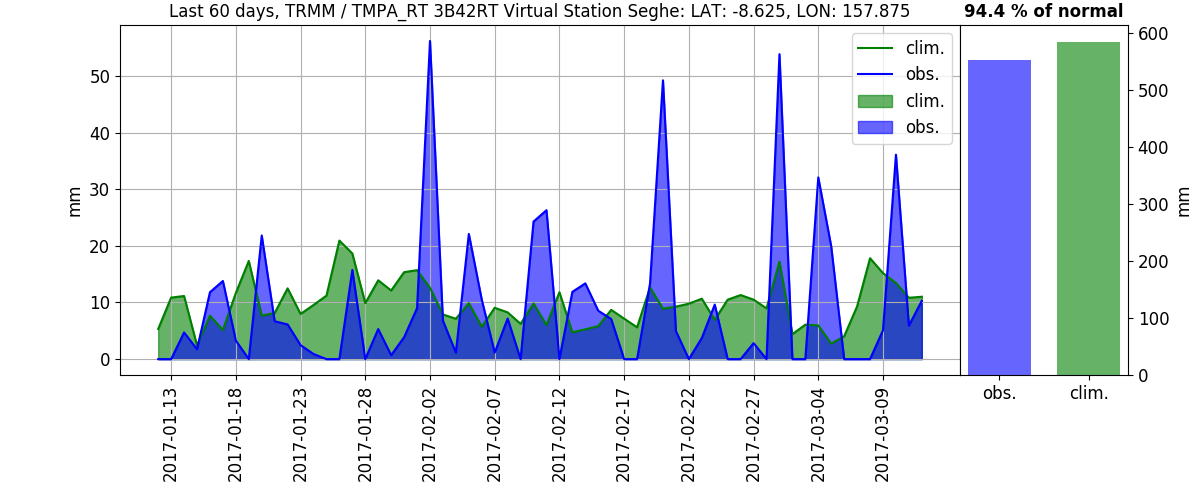 Last 60 days, TRMM / TMPA_RT 3B42RT Virtual Station Seghe: LAT: -8.625, LON: 157.875
94.4 % of normal
clim.
obs.
clim.
obs.
mm
50
40
30
20
10
0
2017-01-13
2017-01-18
2017-01-23
2017-01-28
2017-02-02
2017-02-07
2017-02-12
2017-02-17
2017-02-22
2017-02-27
2017-03-04
2017-03-09
600
500
400
300
200
100
0
mm
obs.
clim.